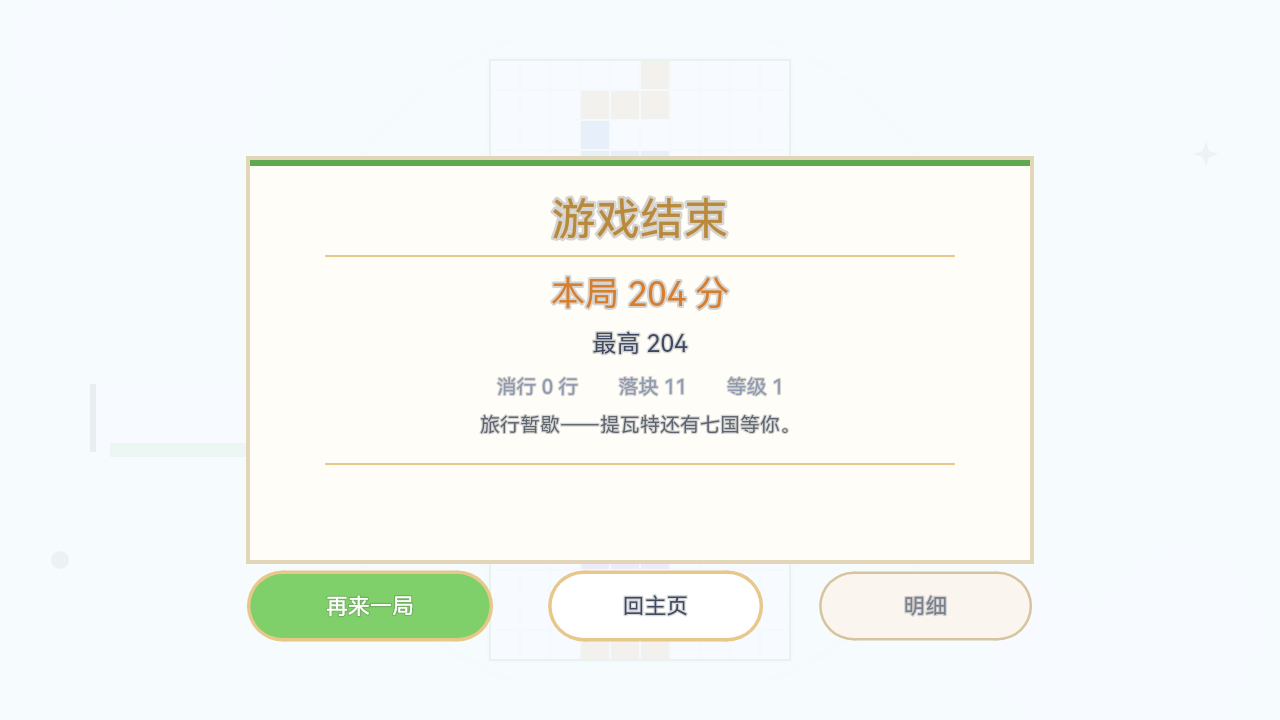 游戏结束
本局 204 分
最高 204
消行 0 行 落块 11 等级 1
旅行暂歇——提瓦特还有七国等你。
再来一局 回主页 明细